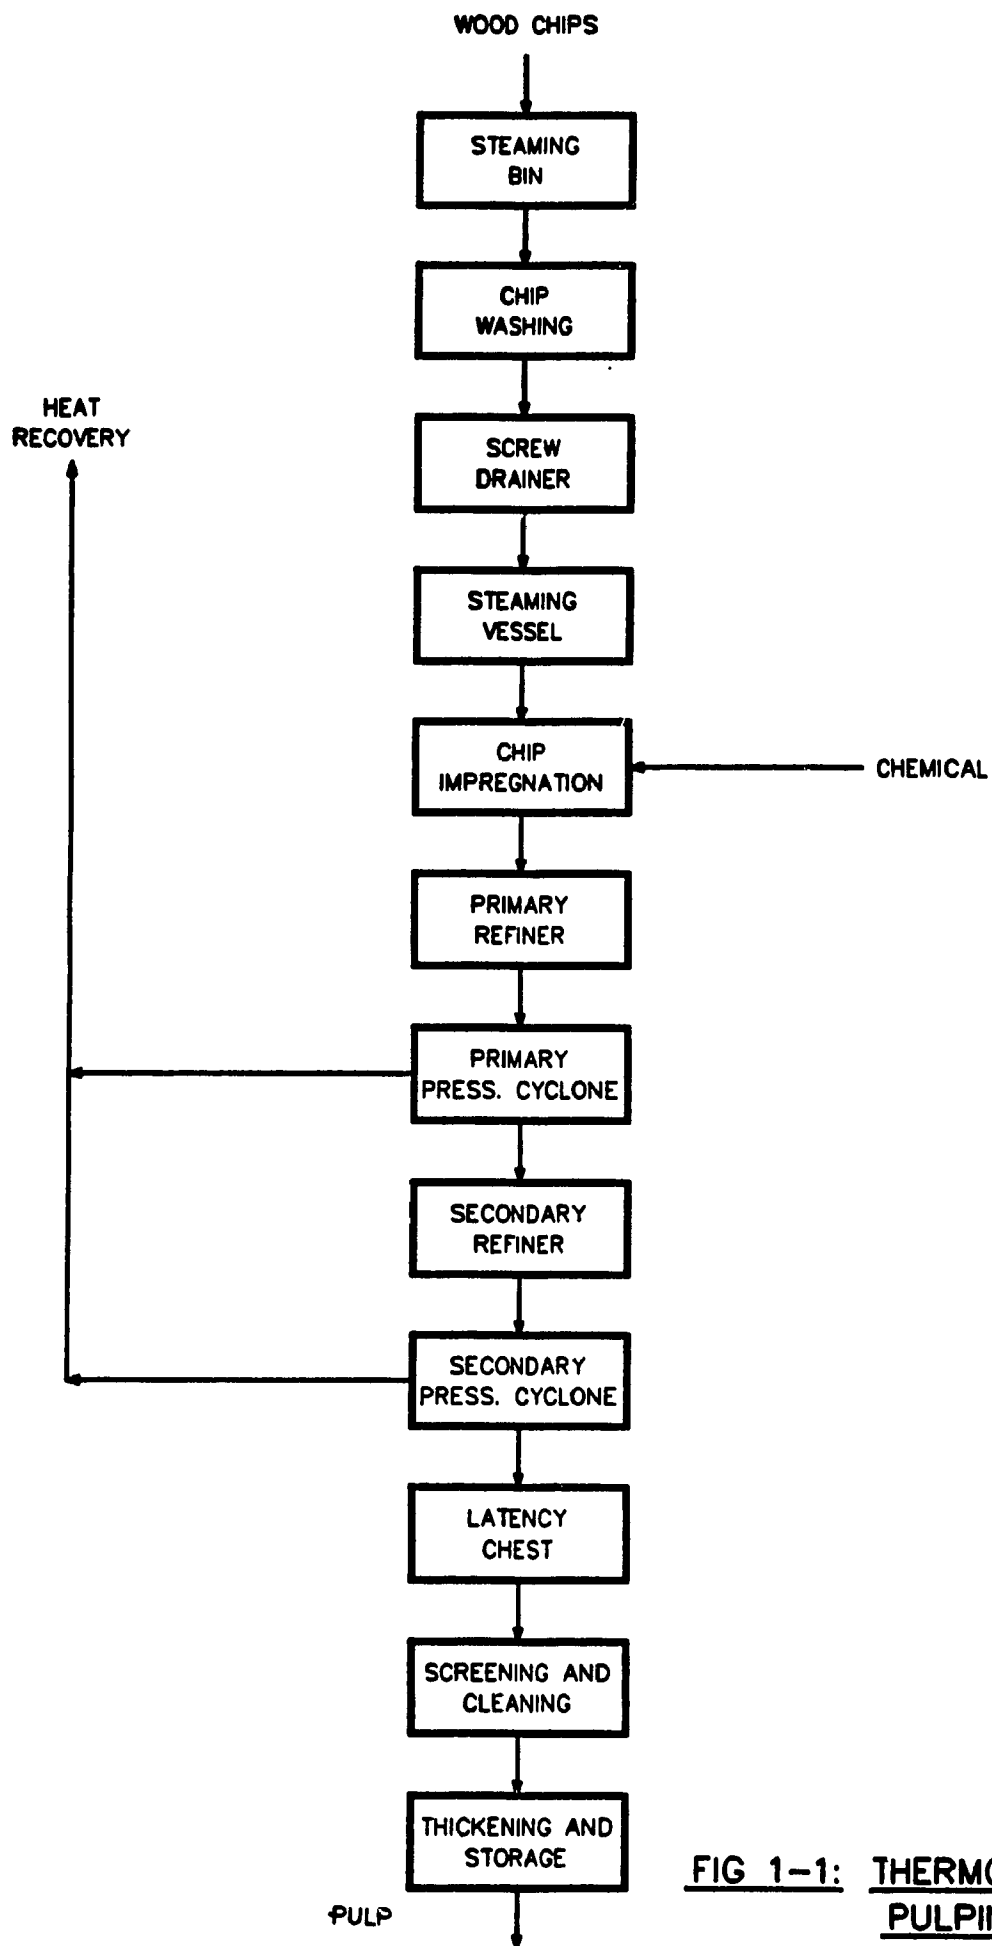 WOOD CHIPS
STEAMING
BIN
CHIP
WASHING
HEAT
RECOVERY
SCREW
DRAINER
STEAMING
VESSEL
CHIP
IMPREGNATION
CHEMICAL
PRIMARY
REFINER
PRIMARY
PRESS. CYCLONE
SECONDARY
REFINER
SECONDARY
PRESS. CYCLONE
LATENCY
CHEST
SCREENING AND
CLEANING
THICKENING AND
STORAGE
PULP
FIG 1-1: